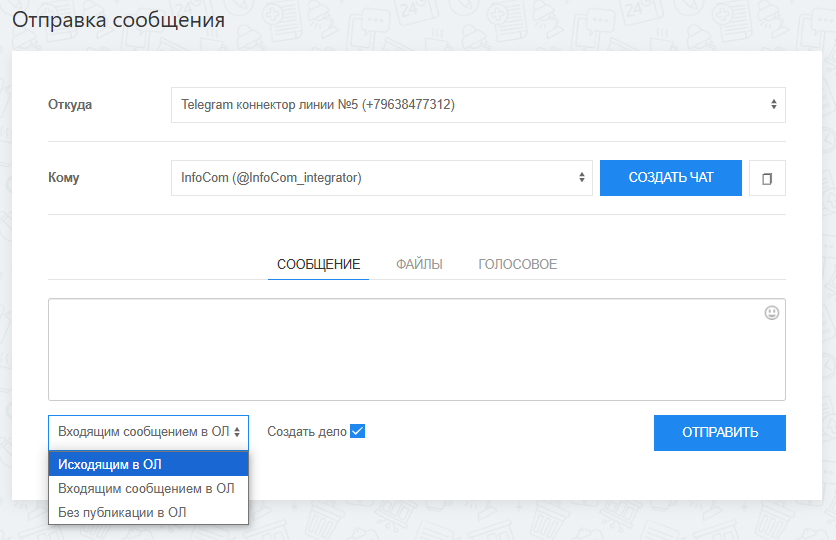 Отправка сообщения
Откуда
Telegram коннектор линии №5 (+79638477312)
Кому
InfoCom (@InfoCom_integrator)
СОЗДАТЬ ЧАТ
СООБЩЕНИЕ ФАЙЛЫ ГОЛОСОВОЕ
Входящим сообщением в ОЛ
Создать дело
ОТПРАВИТЬ
Исходящим в ОЛ
Входящим сообщением в ОЛ
Без публикации в ОЛ